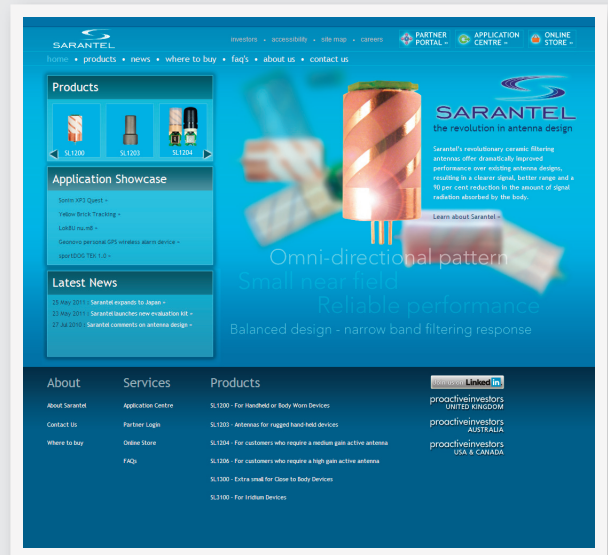 SARANTEL
investors • accessibility • site map • careers
PARTNER PORTAL »
APPLICATION CENTRE »
ONLINE STORE »
home • products • news • where to buy • faq's • about us • contact us
Products
SL1200
SL1203
SL1204
Application Showcase
Somin XP3 Quest »
Yellow Brick Tracking »
Geonovo personal GPS wireless alarm device »
Latest News
25 May 2011 : Sarantel expands to Japan »
23 May 2011 : Sarantel launches new evaluation kit »
27 Jul 2010 : Sarantel comments on antenna design »
SARANTEL
the revolution in antenna design
Sarantel's revolutionary ceramic filtering
antennas offer dramatically improved
performance over existing antenna designs,
resulting in a clearer signal, better range and a
90 per cent reduction in the amount of signal
radiation absorbed by the body.
Learn about Sarantel »
Omni-directional pattern
Small near field
Reliable performance
Balanced design - narrow band filtering response
About
About Sarantel
Contact Us
Where to buy
Services
Application Centre
Partner Login
Online Store
FAQs
Products
SL1200 - For Handheld or Body Worn Devices
SL1203 - Antennas for rugged hand-held devices
SL1204 - For customers who require a medium gain active antenna
SL1206 - For customers who require a high gain active antenna
SL1300 - Extra small for Close to Body Devices
SL3100 - For Iridium Devices
Linked in
proactiveinvestors
UNITED KINGDOM
proactiveinvestors
AUSTRALIA
proactiveinvestors
USA & CANADA